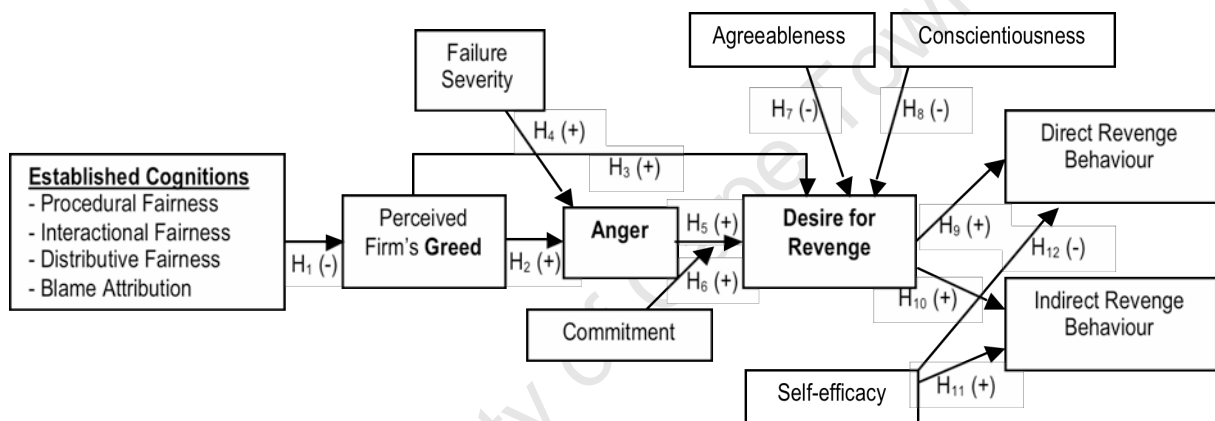 Agreeableness
Conscientiousness
Failure
Severity
H7 (-)
H8 (-)
H4 (+)
H3 (+)
Direct Revenge
Behaviour
Established Cognitions
- Procedural Fairness
- Interactional Fairness
- Distributive Fairness
- Blame Attribution
H1 (-)
Perceived
Firm's Greed
H2 (+)
Anger
H5 (+)
H6 (+)
Commitment
Desire for
Revenge
H9 (+)
H12 (-)
H10 (+)
Indirect Revenge
Behaviour
Self-efficacy
H11 (+)